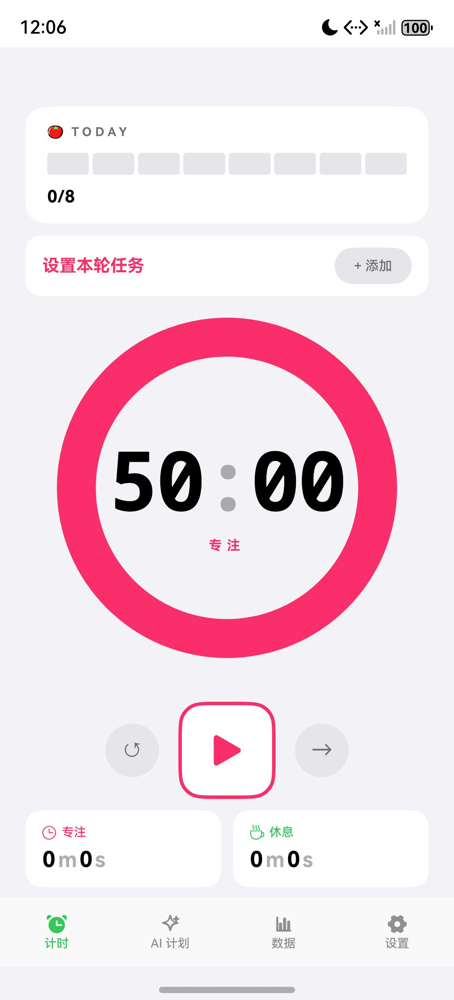 12:06
100
TODAY
0/8
设置本轮任务
+ 添加
50:00
专注
专注
休息
0m0s
0m0s
计时
AI 计划
数据
设置